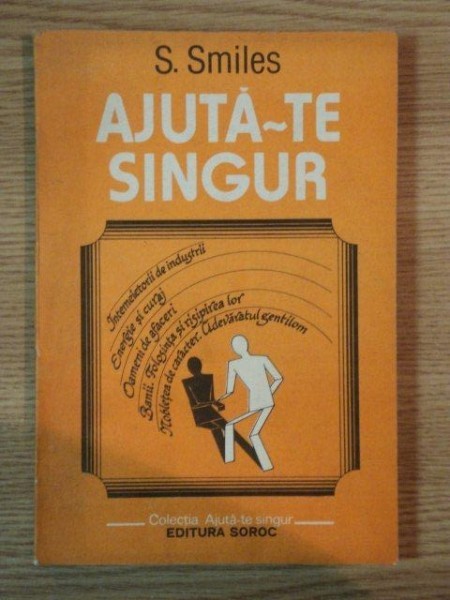 S. Smiles
AJUTĂ~TE
SINGUR
Întemeietorii de industrii
Energie și curaj
Oameni de afaceri
Banii. Folosința și risipirea lor
Noblețea de caracter. Adevăratul gentilom
Colecția Ajută-te singur
EDITURA SOROC